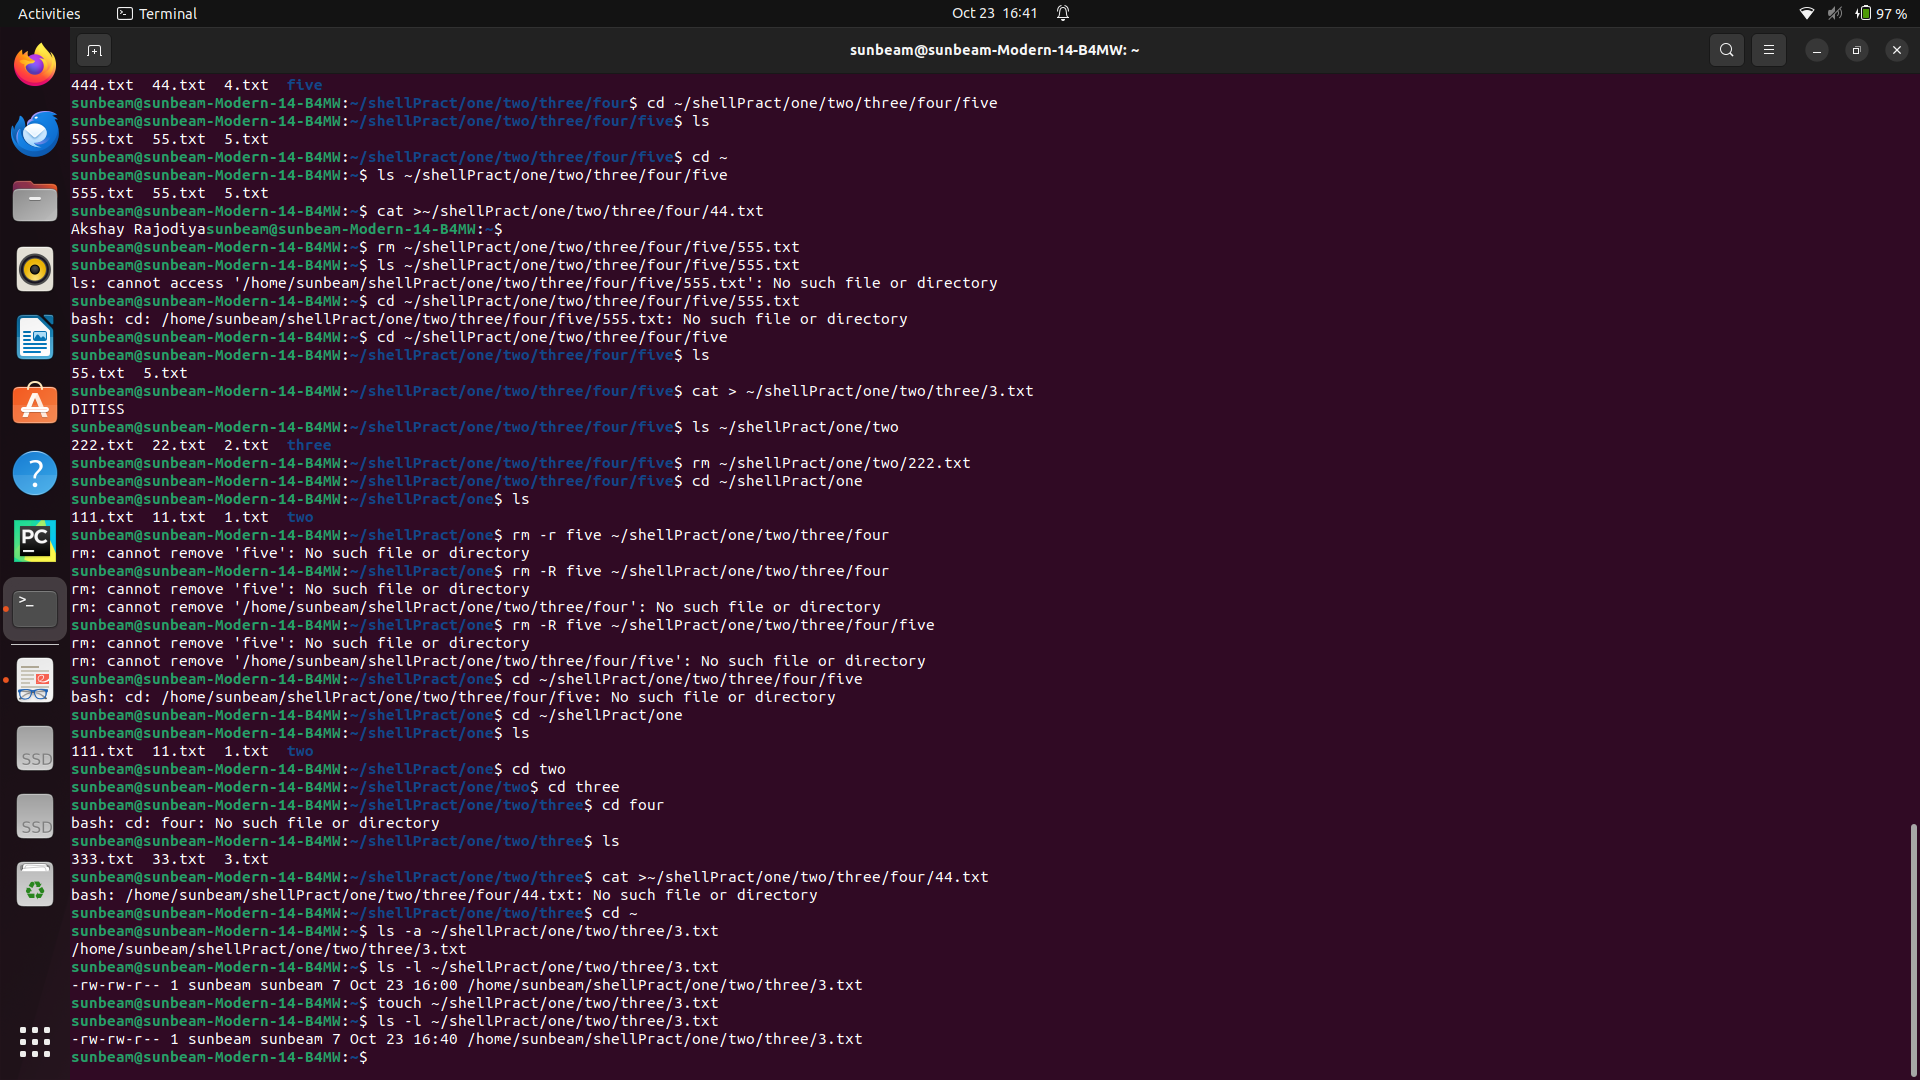 Activities
Terminal
Oct 23 16:41
97 %
sunbeam@sunbeam-Modern-14-B4MW: ~
444.txt  44.txt  4.txt  five
sunbeam@sunbeam-Modern-14-B4MW:~/shellPract/one/two/three/four$ cd ~/shellPract/one/two/three/four/five
sunbeam@sunbeam-Modern-14-B4MW:~/shellPract/one/two/three/four/five$ ls
555.txt  55.txt  5.txt
sunbeam@sunbeam-Modern-14-B4MW:~/shellPract/one/two/three/four/five$ cd ~
sunbeam@sunbeam-Modern-14-B4MW:~$ ls ~/shellPract/one/two/three/four/five
555.txt  55.txt  5.txt
sunbeam@sunbeam-Modern-14-B4MW:~$ cat >~/shellPract/one/two/three/four/44.txt
Akshay Rajodiyasunbeam@sunbeam-Modern-14-B4MW:~$
sunbeam@sunbeam-Modern-14-B4MW:~$ rm ~/shellPract/one/two/three/four/five/555.txt
sunbeam@sunbeam-Modern-14-B4MW:~$ ls ~/shellPract/one/two/three/four/five/555.txt
ls: cannot access '/home/sunbeam/shellPract/one/two/three/four/five/555.txt': No such file or directory
sunbeam@sunbeam-Modern-14-B4MW:~$ cd ~/shellPract/one/two/three/four/five/555.txt
bash: cd: /home/sunbeam/shellPract/one/two/three/four/five/555.txt: No such file or directory
sunbeam@sunbeam-Modern-14-B4MW:~$ cd ~/shellPract/one/two/three/four/five
sunbeam@sunbeam-Modern-14-B4MW:~/shellPract/one/two/three/four/five$ ls
55.txt  5.txt
sunbeam@sunbeam-Modern-14-B4MW:~/shellPract/one/two/three/four/five$ cat > ~/shellPract/one/two/three/3.txt
DITISS
sunbeam@sunbeam-Modern-14-B4MW:~/shellPract/one/two/three/four/five$ ls ~/shellPract/one/two
222.txt  22.txt  2.txt  three
sunbeam@sunbeam-Modern-14-B4MW:~/shellPract/one/two/three/four/five$ rm ~/shellPract/one/two/222.txt
sunbeam@sunbeam-Modern-14-B4MW:~/shellPract/one/two/three/four/five$ cd ~/shellPract/one
sunbeam@sunbeam-Modern-14-B4MW:~/shellPract/one$ ls
111.txt  11.txt  1.txt  two
sunbeam@sunbeam-Modern-14-B4MW:~/shellPract/one$ rm -r five ~/shellPract/one/two/three/four
rm: cannot remove 'five': No such file or directory
sunbeam@sunbeam-Modern-14-B4MW:~/shellPract/one$ rm -R five ~/shellPract/one/two/three/four
rm: cannot remove 'five': No such file or directory
rm: cannot remove '/home/sunbeam/shellPract/one/two/three/four': No such file or directory
sunbeam@sunbeam-Modern-14-B4MW:~/shellPract/one$ rm -R five ~/shellPract/one/two/three/four/five
rm: cannot remove 'five': No such file or directory
rm: cannot remove '/home/sunbeam/shellPract/one/two/three/four/five': No such file or directory
sunbeam@sunbeam-Modern-14-B4MW:~/shellPract/one$ cd ~/shellPract/one/two/three/four/five
bash: cd: /home/sunbeam/shellPract/one/two/three/four/five: No such file or directory
sunbeam@sunbeam-Modern-14-B4MW:~/shellPract/one$ cd ~/shellPract/one
sunbeam@sunbeam-Modern-14-B4MW:~/shellPract/one$ ls
111.txt  11.txt  1.txt  two
sunbeam@sunbeam-Modern-14-B4MW:~/shellPract/one$ cd two
sunbeam@sunbeam-Modern-14-B4MW:~/shellPract/one/two$ cd three
sunbeam@sunbeam-Modern-14-B4MW:~/shellPract/one/two/three$ cd four
bash: cd: four: No such file or directory
sunbeam@sunbeam-Modern-14-B4MW:~/shellPract/one/two/three$ ls
333.txt  33.txt  3.txt
sunbeam@sunbeam-Modern-14-B4MW:~/shellPract/one/two/three$ cat >~/shellPract/one/two/three/four/44.txt
bash: /home/sunbeam/shellPract/one/two/three/four/44.txt: No such file or directory
sunbeam@sunbeam-Modern-14-B4MW:~/shellPract/one/two/three$ cd ~
sunbeam@sunbeam-Modern-14-B4MW:~$ ls -a ~/shellPract/one/two/three/3.txt
/home/sunbeam/shellPract/one/two/three/3.txt
sunbeam@sunbeam-Modern-14-B4MW:~$ ls -l ~/shellPract/one/two/three/3.txt
-rw-rw-r-- 1 sunbeam sunbeam 7 Oct 23 16:00 /home/sunbeam/shellPract/one/two/three/3.txt
sunbeam@sunbeam-Modern-14-B4MW:~$ touch ~/shellPract/one/two/three/3.txt
sunbeam@sunbeam-Modern-14-B4MW:~$ ls -l ~/shellPract/one/two/three/3.txt
-rw-rw-r-- 1 sunbeam sunbeam 7 Oct 23 16:40 /home/sunbeam/shellPract/one/two/three/3.txt
sunbeam@sunbeam-Modern-14-B4MW:~$
PC
SSD
SSD